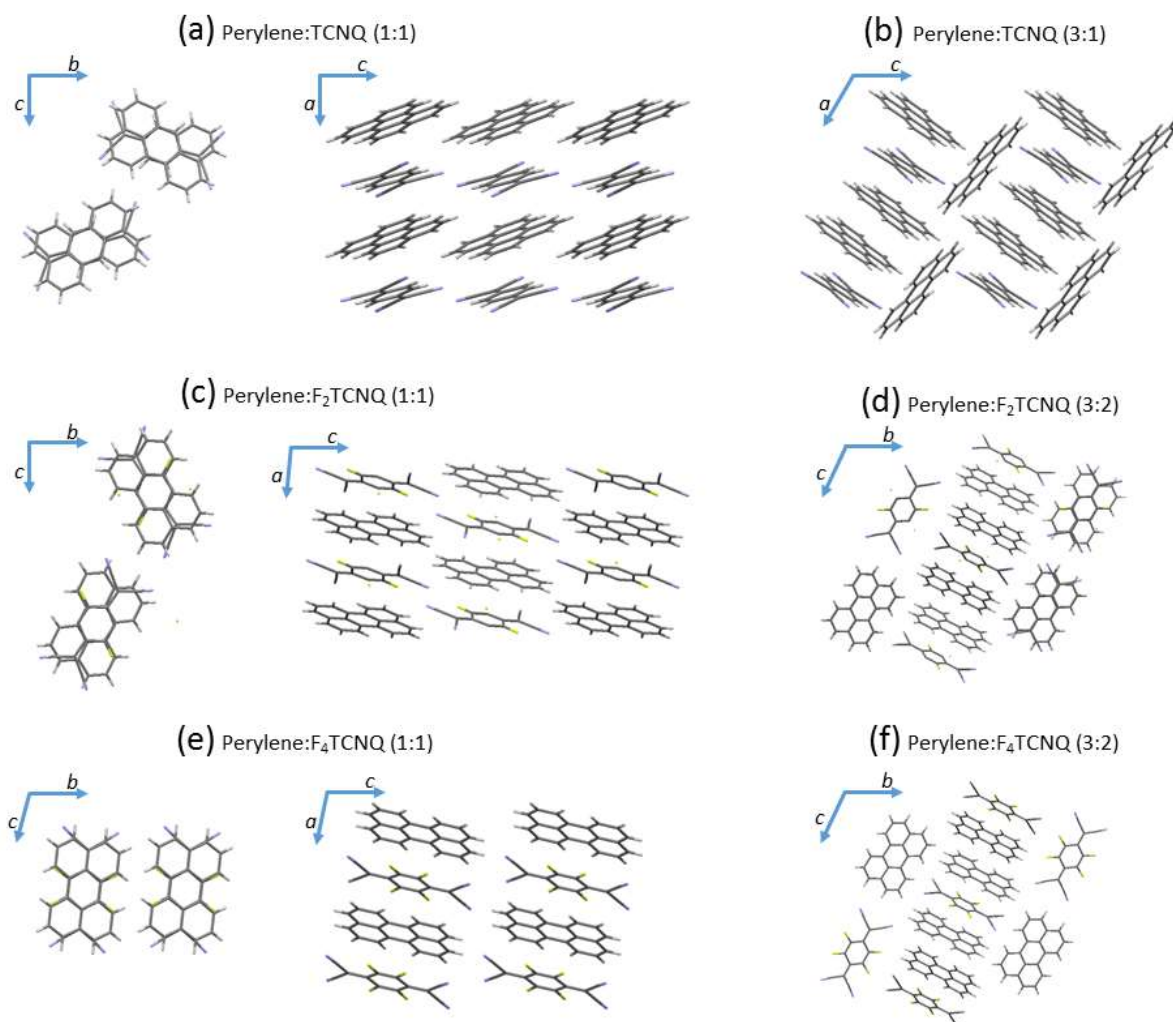 (a) Perylene:TCNQ (1:1)
b
c
c
a
(b) Perylene:TCNQ (3:1)
c
a
(c) Perylene:F₂TCNQ (1:1)
b
c
c
a
(d) Perylene:F₂TCNQ (3:2)
b
c
(e) Perylene:F₄TCNQ (1:1)
b
c
c
a
(f) Perylene:F₄TCNQ (3:2)
b
c